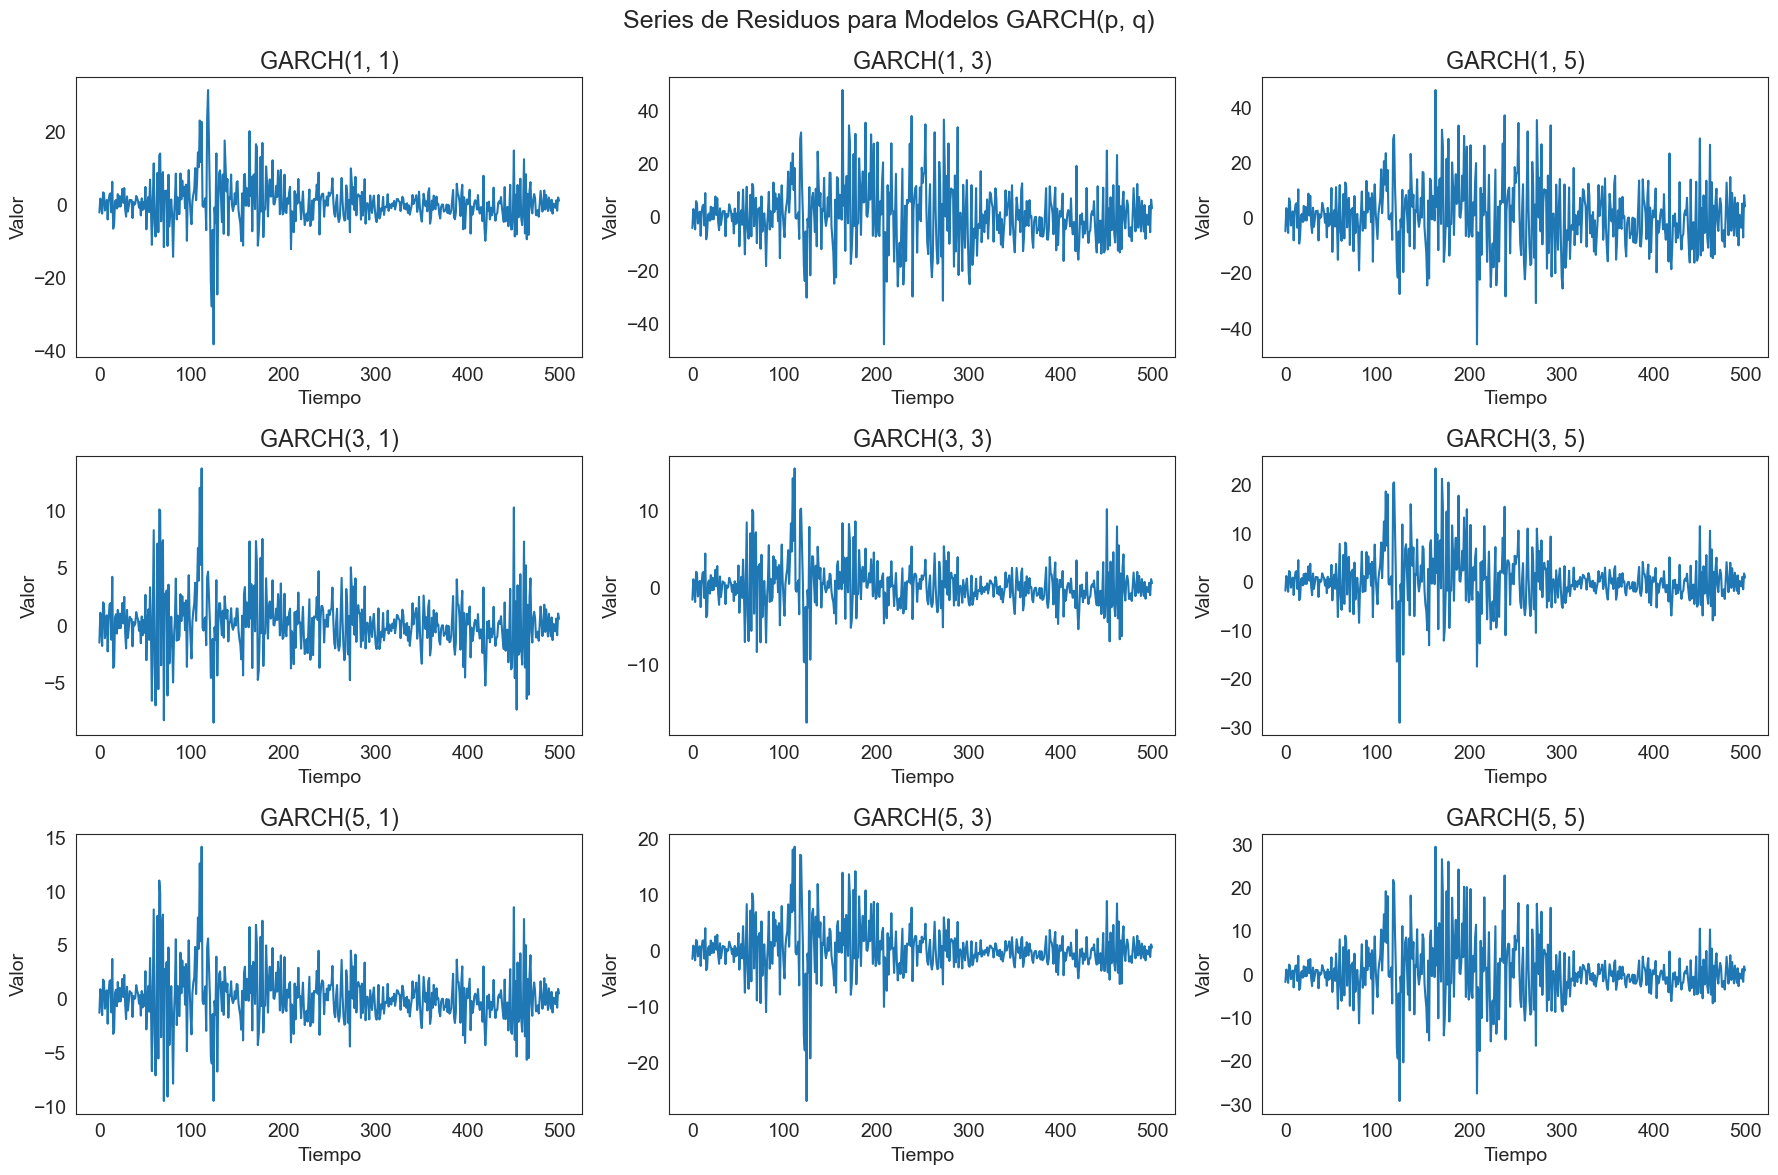 Series de Residuos para Modelos GARCH(p, q)
GARCH(1, 1)
Valor
20
0
−20
−40
0 100 200 300 400 500
Tiempo
GARCH(1, 3)
Valor
40
20
0
−20
−40
0 100 200 300 400 500
Tiempo
GARCH(1, 5)
Valor
40
20
0
−20
−40
0 100 200 300 400 500
Tiempo
GARCH(3, 1)
Valor
10
5
0
−5
0 100 200 300 400 500
Tiempo
GARCH(3, 3)
Valor
10
0
−10
0 100 200 300 400 500
Tiempo
GARCH(3, 5)
Valor
20
10
0
−10
−20
−30
0 100 200 300 400 500
Tiempo
GARCH(5, 1)
Valor
15
10
5
0
−5
−10
0 100 200 300 400 500
Tiempo
GARCH(5, 3)
Valor
20
10
0
−10
−20
0 100 200 300 400 500
Tiempo
GARCH(5, 5)
Valor
30
20
10
0
−10
−20
−30
0 100 200 300 400 500
Tiempo